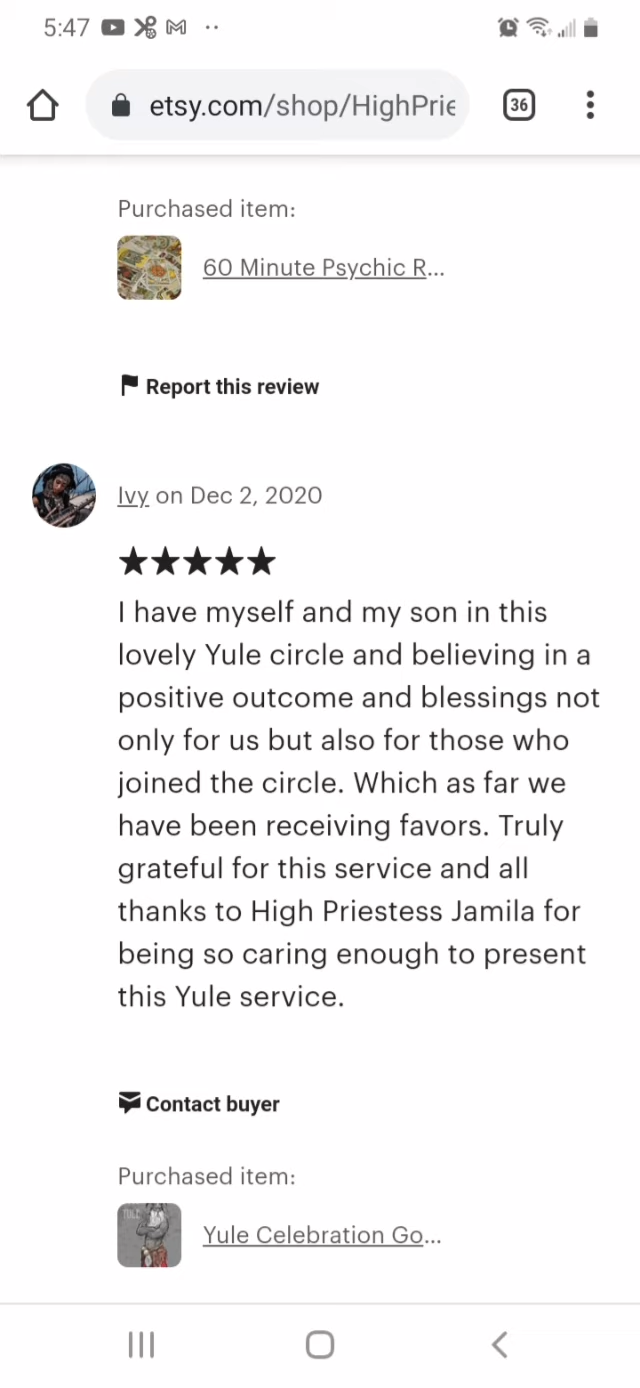 5:47
etsy.com/shop/HighPrie
36
Purchased item:
60 Minute Psychic R...
Report this review
Ivy on Dec 2, 2020
I have myself and my son in this
lovely Yule circle and believing in a
positive outcome and blessings not
only for us but also for those who
joined the circle. Which as far we
have been receiving favors. Truly
grateful for this service and all
thanks to High Priestess Jamila for
being so caring enough to present
this Yule service.
Contact buyer
Purchased item:
YULE
Yule Celebration Go...